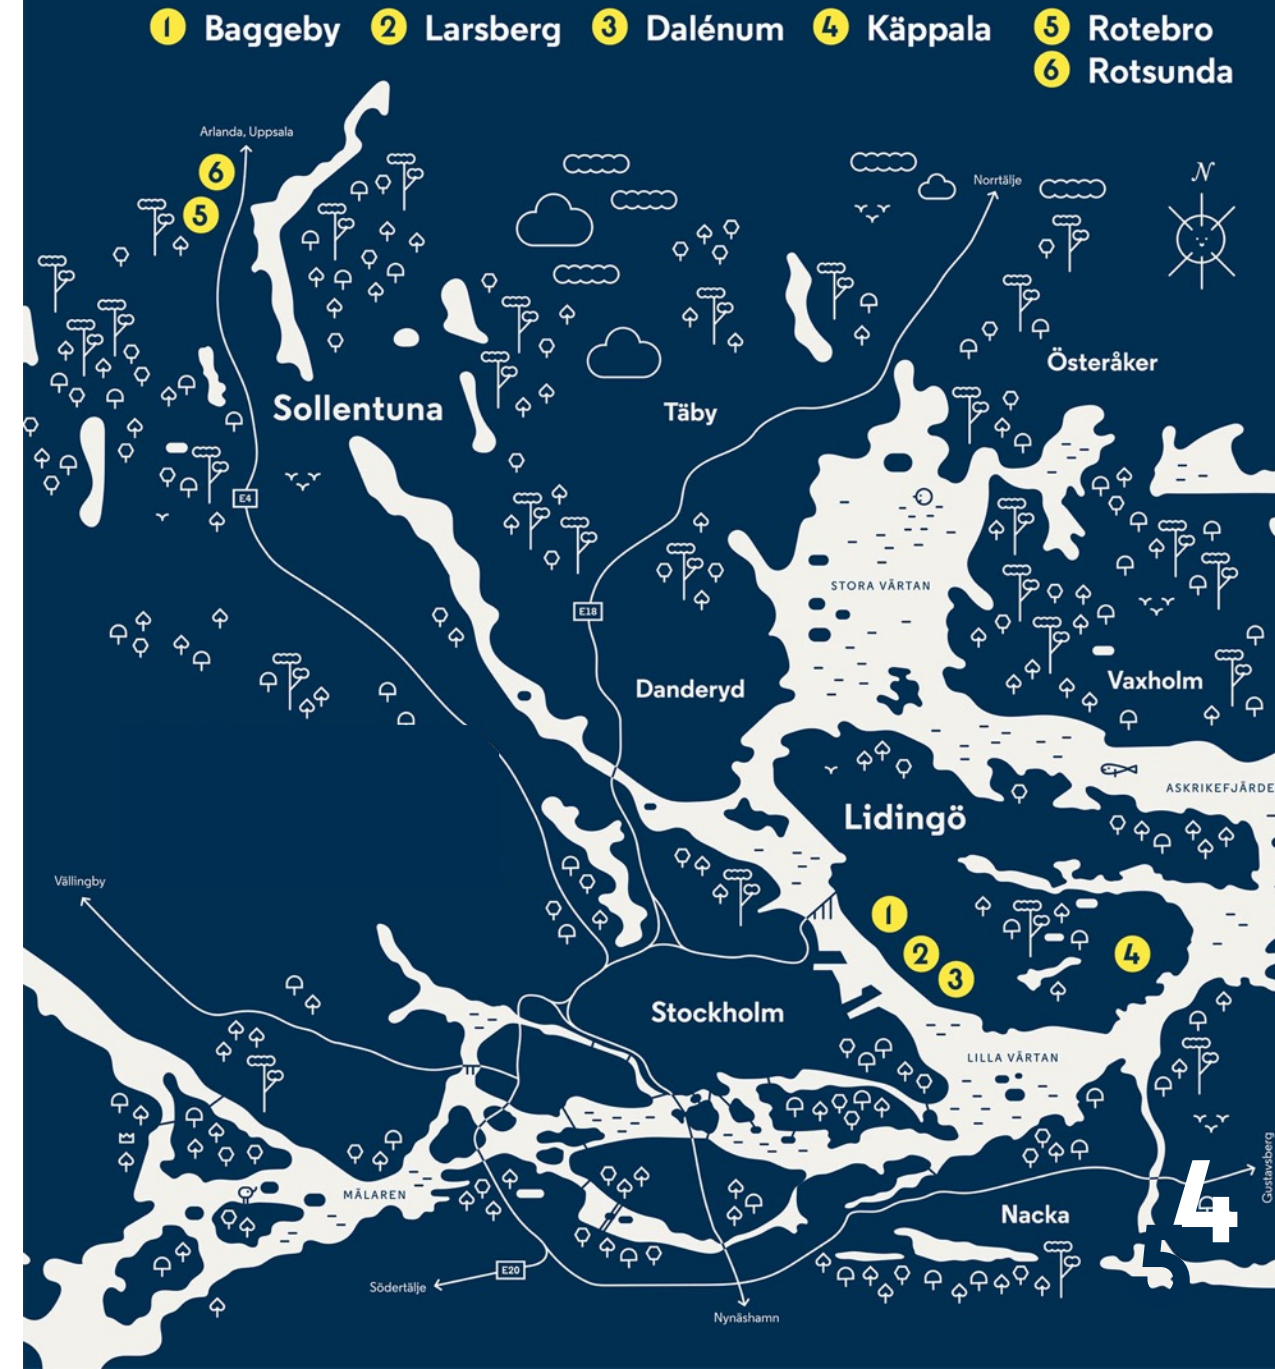 1 Baggeby 2 Larsberg 3 Dalénum 4 Käppala 5 Rotebro
6 Rotsunda
Arlanda, Uppsala
6
5
Norrtälje
N
Österåker
Sollentuna
Täby
E4
STORA VÄRTAN
E18
Danderyd
Vaxholm
ASKRIKEFJÄRDE
Lidingö
Vällingby
1
2
3
4
Stockholm
LILLA VÄRTAN
Gustavsberg
MÄLAREN
Nacka
4
5
E20
Södertälje
Nynäshamn